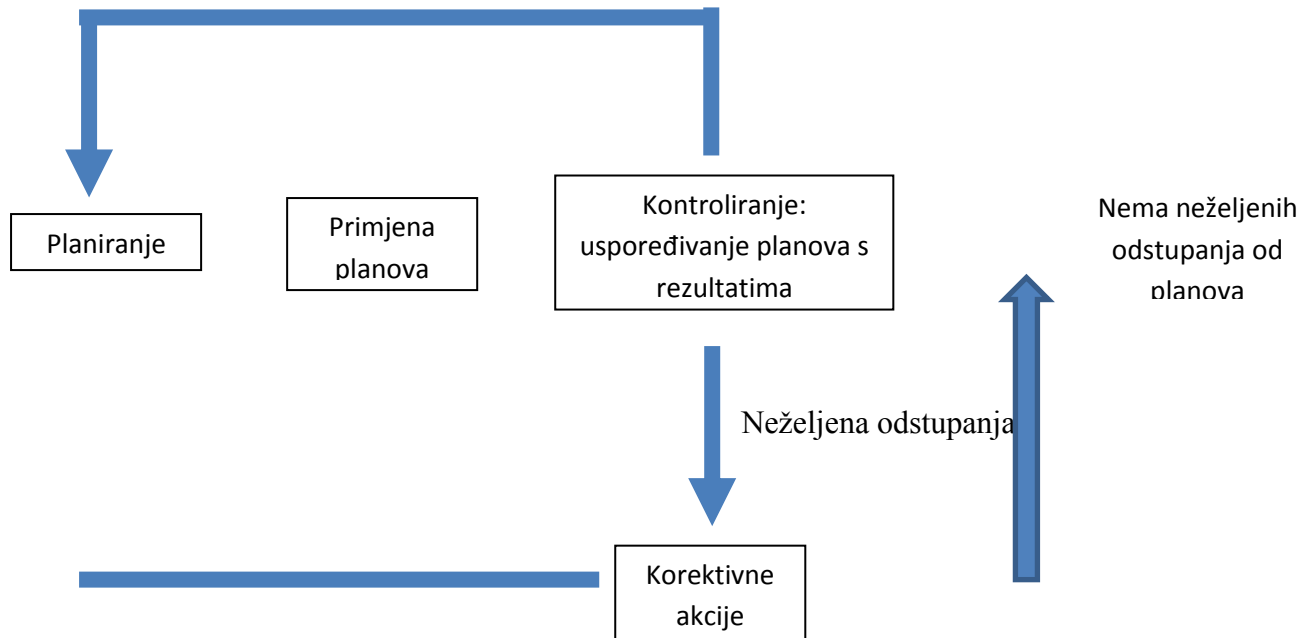 Planiranje
Primjena
planova
Kontroliranje:
uspoređivanje planova s
rezultatima
Nema neželjenih
odstupanja od
planova
Neželjena odstupanja
Korektivne
akcije